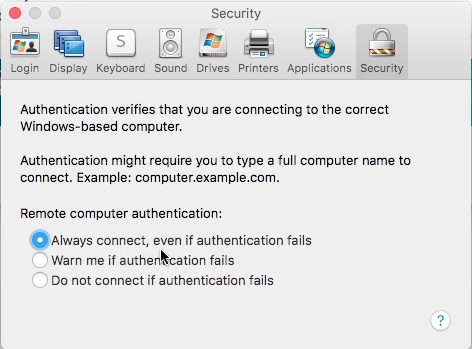 Security
Login Display Keyboard Sound Drives Printers Applications Security
Authentication verifies that you are connecting to the correct
Windows-based computer.
Authentication might require you to type a full computer name to
connect. Example: computer.example.com.
Remote computer authentication:
Always connect, even if authentication fails
Warn me if authentication fails
Do not connect if authentication fails
?